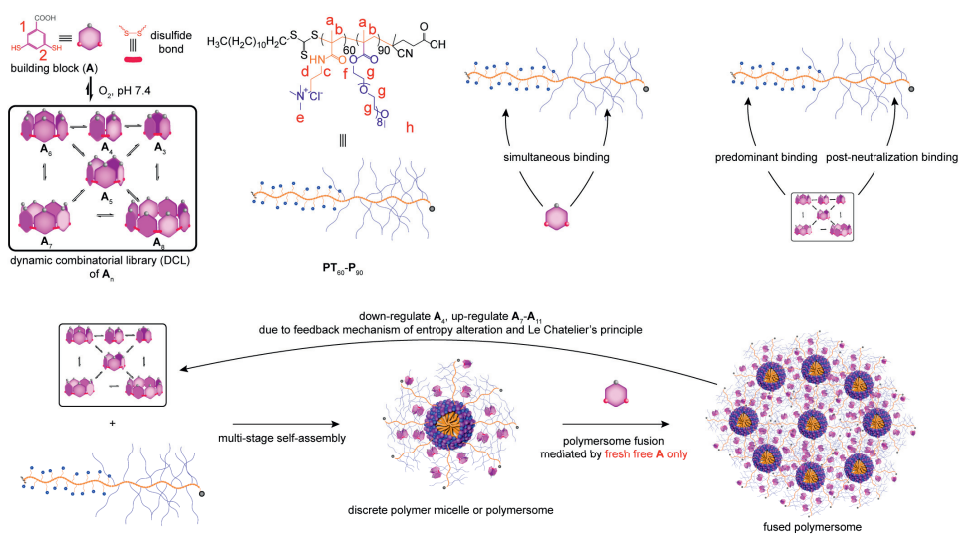 1
COOH
HS
SH
2
building block (A)
disulfide
bond
S S
O2, pH 7.4
A6
A4
A3
A5
A7
A8
dynamic combinatorial library (DCL)
of An
H3C(H2C)10H2C
S
S
S
a
b
60
a
b
90
CN
O
CH
HN
O
O
O
d
c
f
g
N+
Cl-
e
O
g
g
O
8
h
PT60-P90
simultaneous binding
predominant binding
post-neutralization binding
down-regulate A4, up-regulate A7-A11
due to feedback mechanism of entropy alteration and Le Chatelier's principle
+
multi-stage self-assembly
discrete polymer micelle or polymersome
polymersome fusion
mediated by fresh free A only
fused polymersome